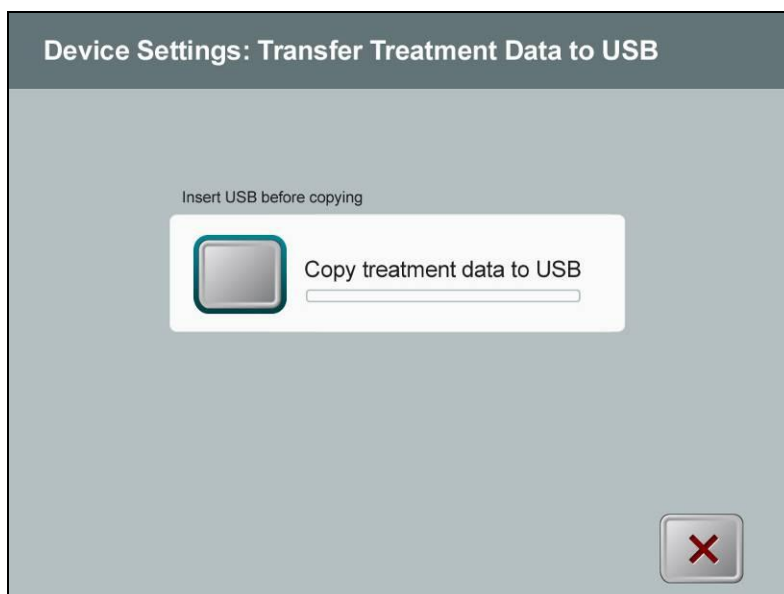 Device Settings: Transfer Treatment Data to USB
Insert USB before copying
Copy treatment data to USB